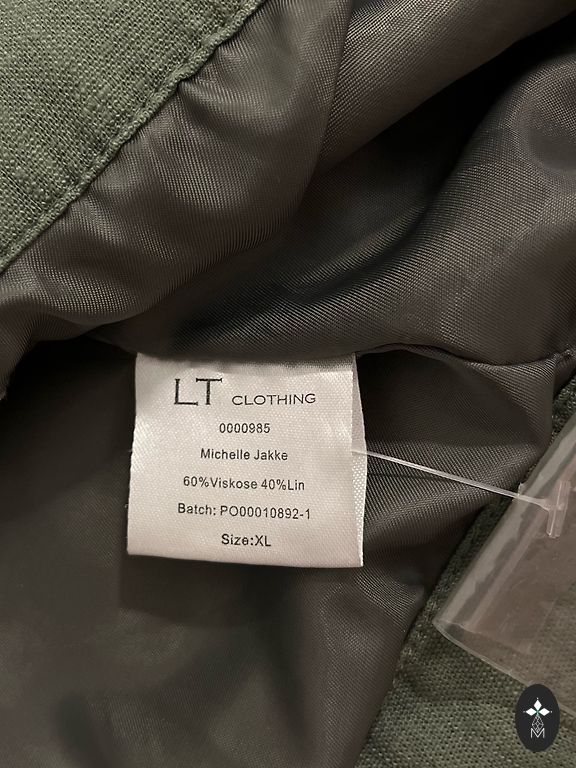 LT CLOTHING
0000985
Michelle Jakke
60%Viskose 40%Lin
Batch: PO00010892-1
Size:XL
M